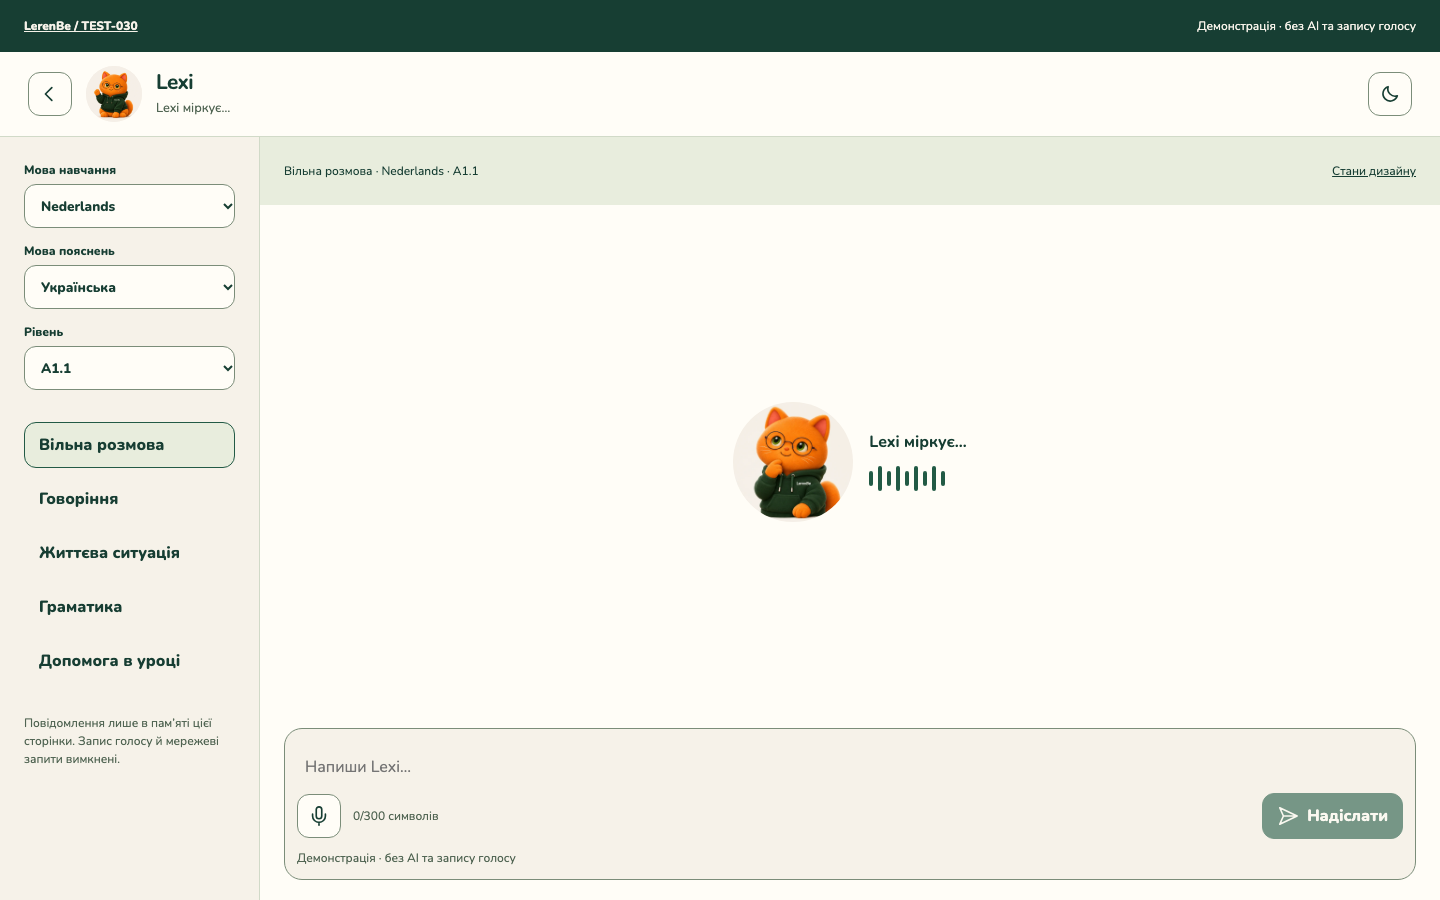 LerenBe / TEST-030
Демонстрація · без AI та запису голосу
Lexi
Lexi міркує...
Мова навчання
Nederlands
Мова пояснень
Українська
Рівень
A1.1
Вільна розмова
Говоріння
Життєва ситуація
Граматика
Допомога в уроці
Повідомлення лише в пам'яті цієї
сторінки. Запис голосу й мережеві
запити вимкнені.
Вільна розмова · Nederlands · A1.1
Стани дизайну
Lexi міркує...
Напиши Lexi...
0/300 символів
Надіслати
Демонстрація · без AI та запису голосу